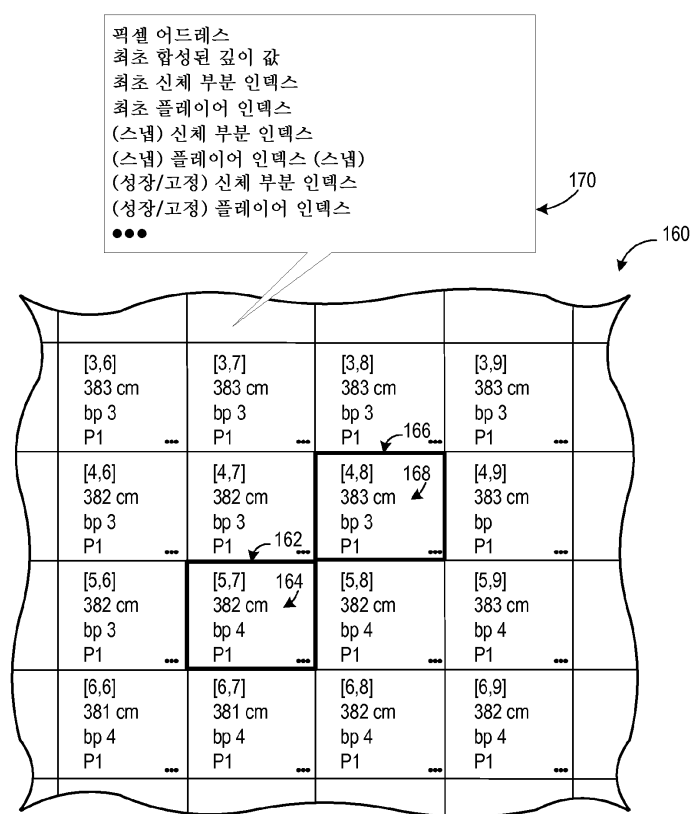 픽셀 어드레스
최초 합성된 깊이 값
최초 신체 부분 인덱스
최초 플레이어 인덱스
(스냅) 신체 부분 인덱스
(스냅) 플레이어 인덱스 (스냅)
(성장/고정) 신체 부분 인덱스
(성장/고정) 플레이어 인덱스
●●●
170
160
[3,6]
383 cm
bp 3
P1 •••
[3,7]
383 cm
bp 3
P1 •••
[3,8]
383 cm
bp 3
P1 •••
166
[3,9]
383 cm
bp 3
P1 •••
[4,6]
382 cm
bp 3
P1 •••
[4,7]
382 cm
bp 3
P1 •••
162
[4,8] 168
383 cm
bp 3
P1 •••
[4,9]
383 cm
bp
P1 •••
[5,6]
382 cm
bp 3
P1 •••
[5,7] 164
382 cm
bp 4
P1 •••
[5,8]
382 cm
bp 4
P1 •••
[5,9]
383 cm
bp 4
P1 •••
[6,6]
381 cm
bp 4
P1 •••
[6,7]
381 cm
bp 4
P1 •••
[6,8]
382 cm
bp 4
P1 •••
[6,9]
382 cm
bp 4
P1 •••